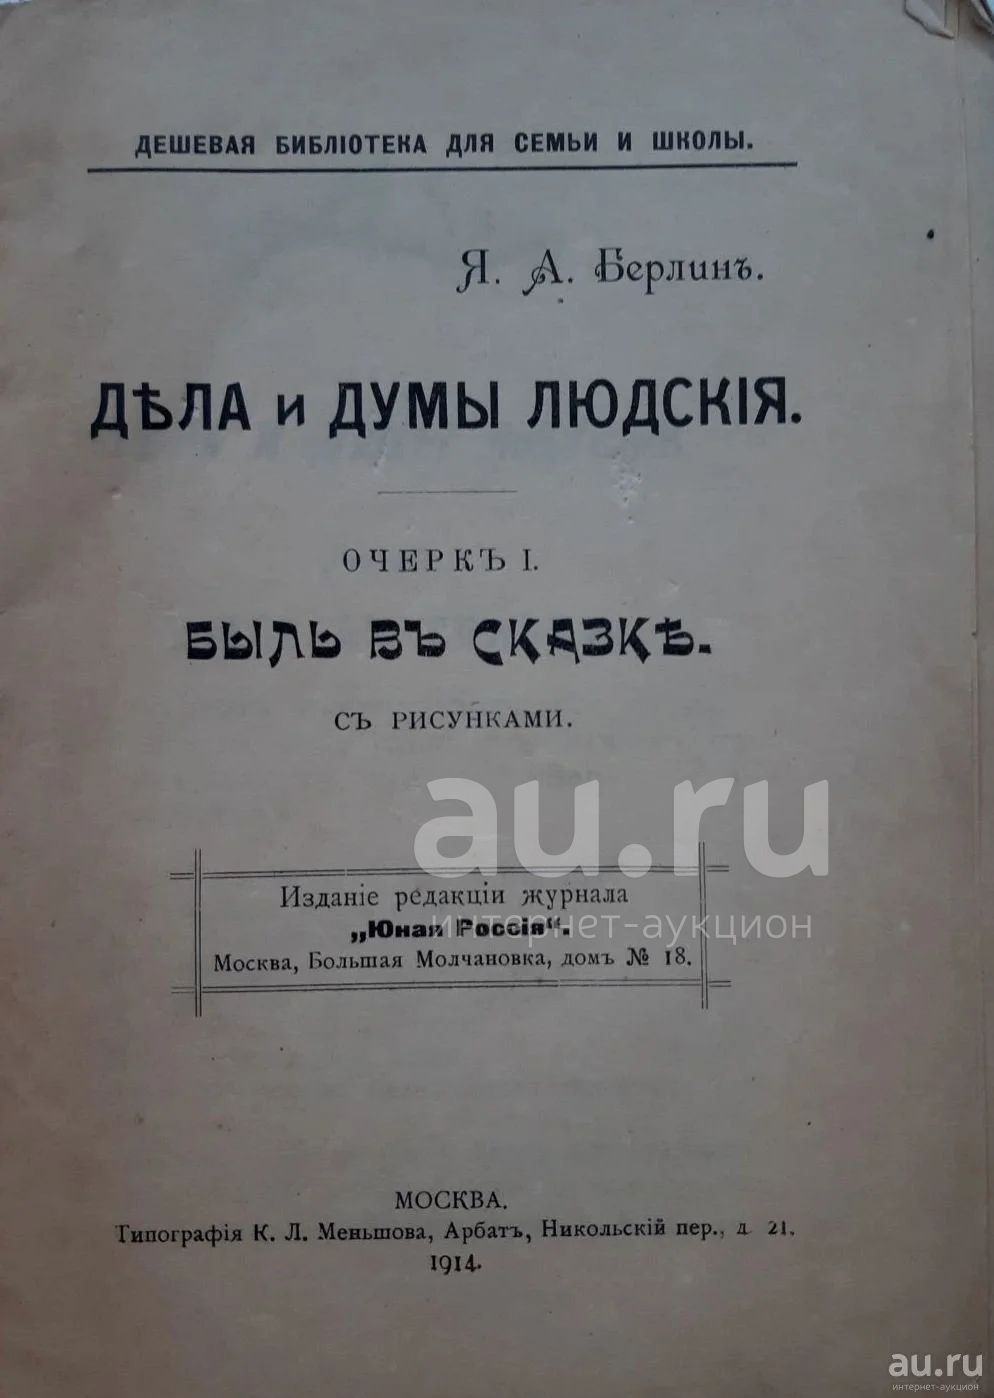 ДЕШЕВАЯ БИБЛІОТЕКА ДЛЯ СЕМЬИ И ШКОЛЫ.
Я. А. Берлинъ.
ДѢЛА и ДУМЫ ЛЮДСКІЯ.
ОЧЕРКЪ I.
БЫЛЬ ВЪ СКАЗКѢ.
СЪ РИСУНКАМИ.
au.ru
интернет-аукцион
Изданіе редакціи журнала
„Юная Россія“.
Москва, Большая Молчановка, домъ № 18.
МОСКВА.
Типографія К. Л. Меньшова, Арбатъ, Никольскій пер., д. 21.
1914.
au.ru
интернет-аукцион